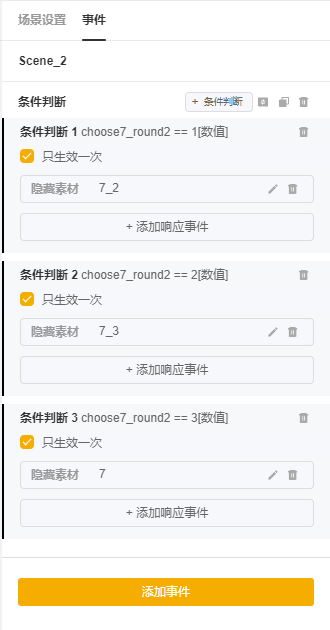 场景设置 事件
Scene_2
条件判断 + 条件判断
条件判断 1 choose7_round2 == 1[数值]
只生效一次
隐藏素材 7_2
+ 添加响应事件
条件判断 2 choose7_round2 == 2[数值]
只生效一次
隐藏素材 7_3
+ 添加响应事件
条件判断 3 choose7_round2 == 3[数值]
只生效一次
隐藏素材 7
+ 添加响应事件
添加事件